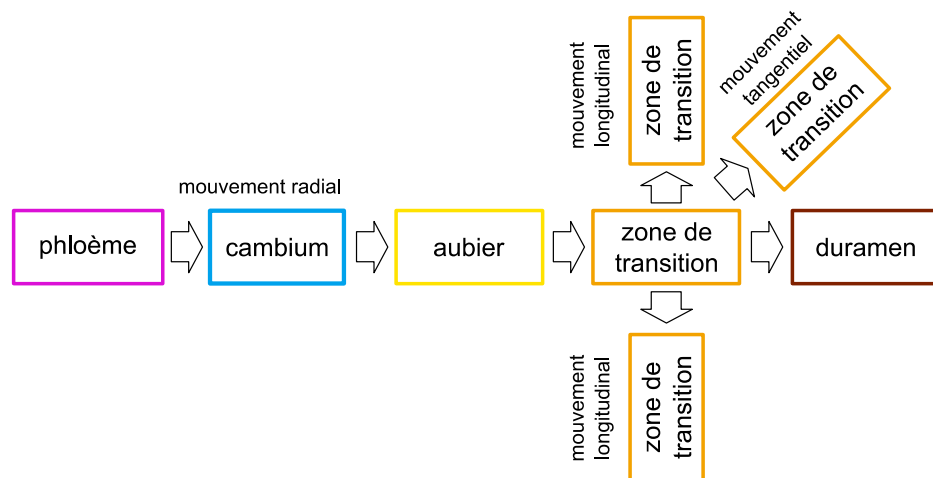 mouvement
longitudinal
zone de
transition
mouvement
tangentiel
zone de
transition
mouvement radial
phloème
cambium
aubier
zone de
transition
duramen
mouvement
longitudinal
zone de
transition